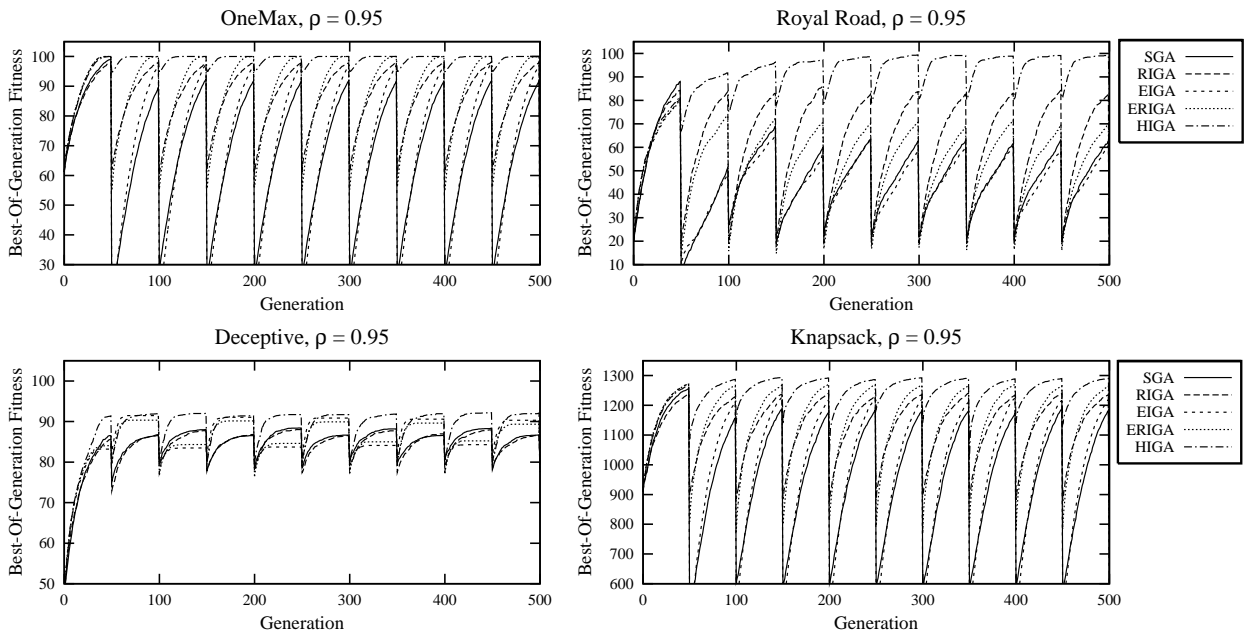 OneMax, ρ = 0.95
Best-Of-Generation Fitness
100
90
80
70
60
50
40
30
0 100 200 300 400 500
Generation
Royal Road, ρ = 0.95
Best-Of-Generation Fitness
100
90
80
70
60
50
40
30
20
10
0 100 200 300 400 500
Generation
SGA
RIGA
EIGA
ERIGA
HIGA
Deceptive, ρ = 0.95
Best-Of-Generation Fitness
100
90
80
70
60
50
0 100 200 300 400 500
Generation
Knapsack, ρ = 0.95
Best-Of-Generation Fitness
1300
1200
1100
1000
900
800
700
600
0 100 200 300 400 500
Generation
SGA
RIGA
EIGA
ERIGA
HIGA